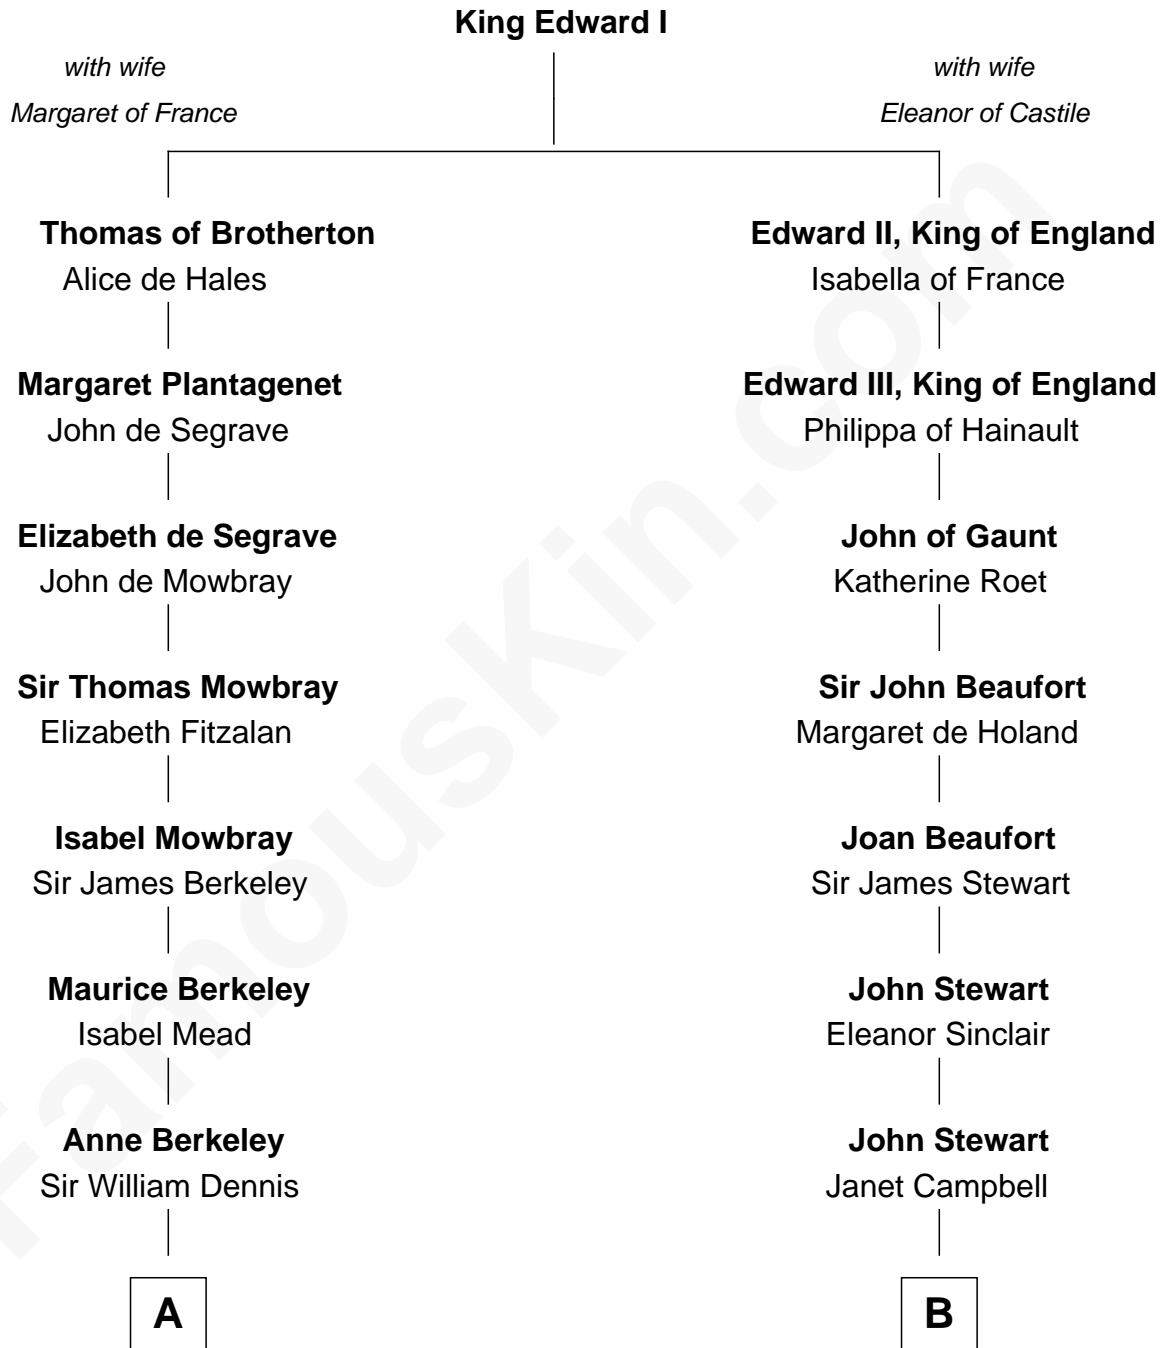 King Edward I
with wife
Margaret of France
with wife
Eleanor of Castile
Thomas of Brotherton
Alice de Hales
Edward II, King of England
Isabella of France
Margaret Plantagenet
John de Segrave
Edward III, King of England
Philippa of Hainault
Elizabeth de Segrave
John de Mowbray
John of Gaunt
Katherine Roet
Sir Thomas Mowbray
Elizabeth Fitzalan
Sir John Beaufort
Margaret de Holand
Isabel Mowbray
Sir James Berkeley
Joan Beaufort
Sir James Stewart
Maurice Berkeley
Isabel Mead
John Stewart
Eleanor Sinclair
Anne Berkeley
Sir William Dennis
John Stewart
Janet Campbell
A
B
FamousKin.com